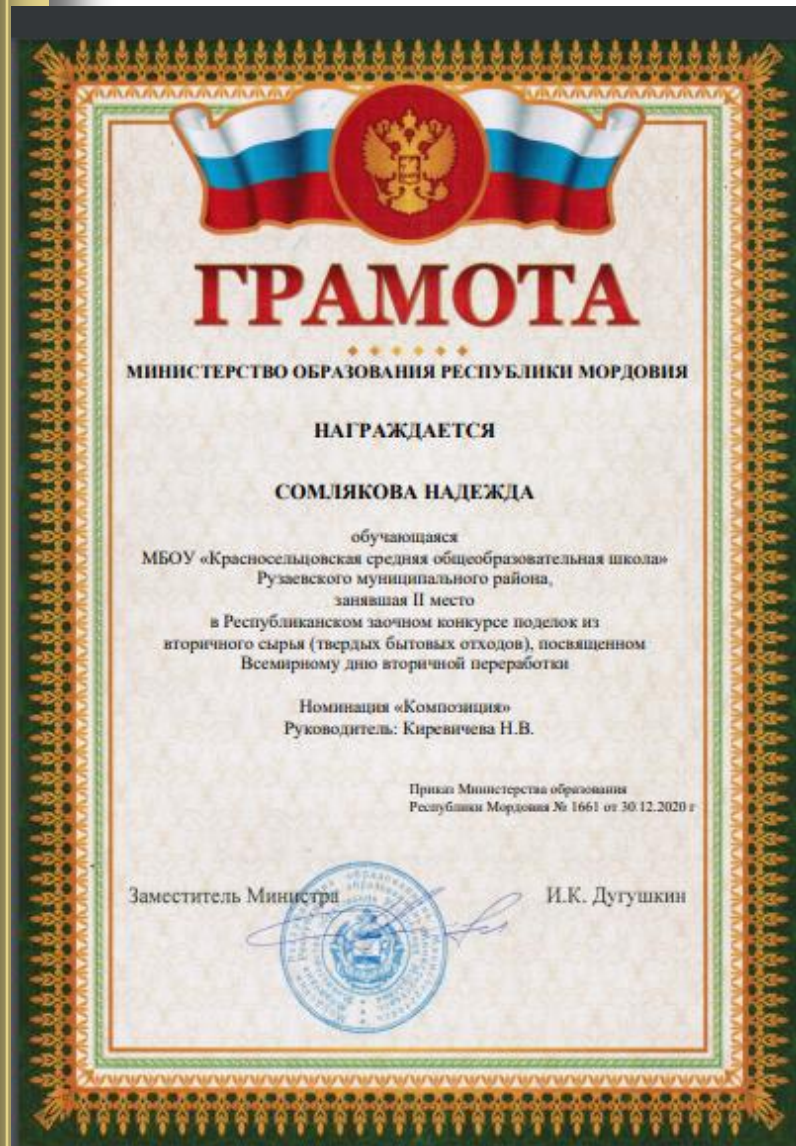 ГРАМОТА
МИНИСТЕРСТВО ОБРАЗОВАНИЯ РЕСПУБЛИКИ МОРДОВИЯ
НАГРАЖДАЕТСЯ
СОМЛЯКОВА НАДЕЖДА
обучающаяся
МБОУ «Красносельцовская средняя общеобразовательная школа»
Рузаевского муниципального района,
занявшая II место
в Республиканском заочном конкурсе поделок из
вторичного сырья (твердых бытовых отходов), посвященном
Всемирному дню вторичной переработки
Номинация «Композиция»
Руководитель: Киревичева Н.В.
Приказ Министерства образования
Республики Мордовия № 1661 от 30.12.2020 г
Заместитель Министра И.К. Дугушкин